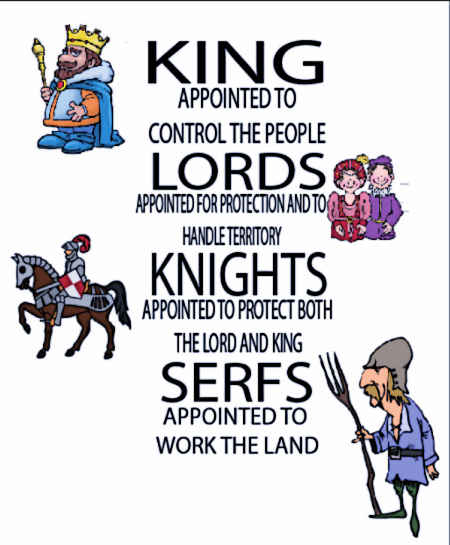 KING
APPOINTED TO
CONTROL THE PEOPLE
LORDS
APPOINTED FOR PROTECTION AND TO
HANDLE TERRITORY
KNIGHTS
APPOINTED TO PROTECT BOTH
THE LORD AND KING
SERFS
APPOINTED TO
WORK THE LAND